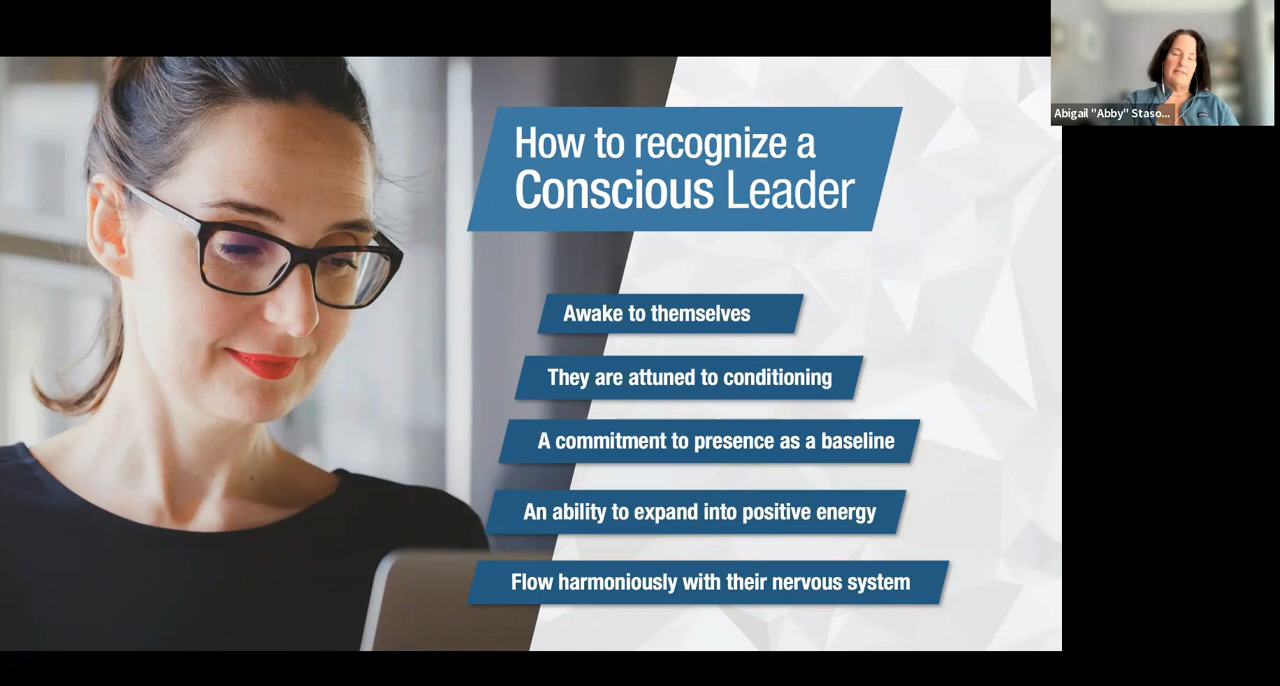 How to recognize a
Conscious Leader
Awake to themselves
They are attuned to conditioning
A commitment to presence as a baseline
An ability to expand into positive energy
Flow harmoniously with their nervous system
Abigail "Abby" Staso...